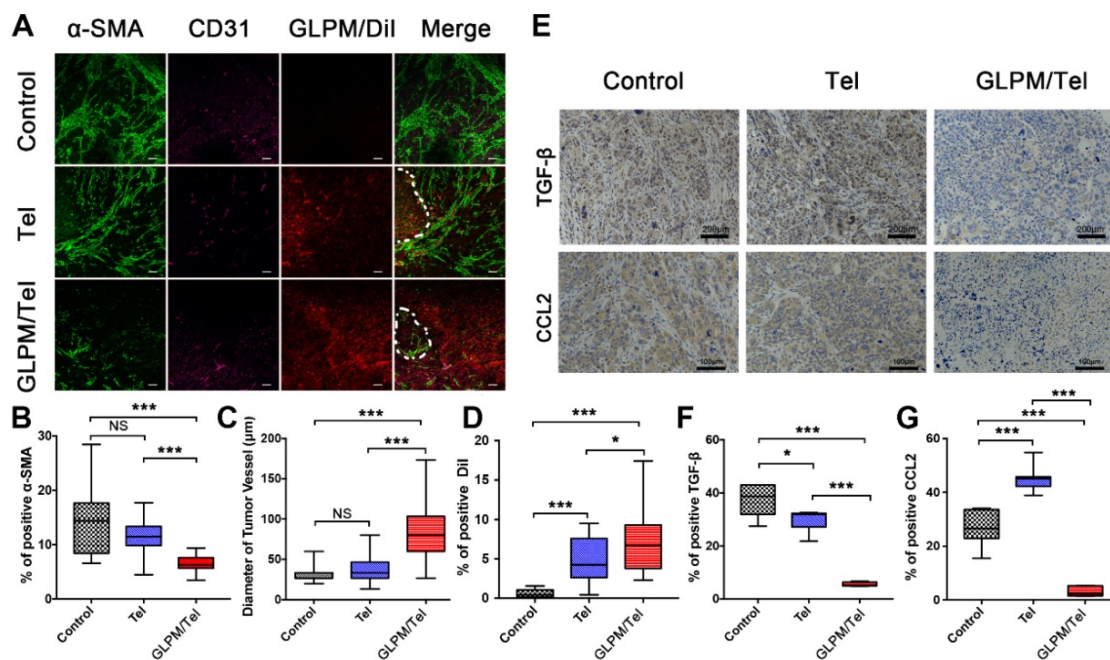 A
α-SMA CD31 GLPM/DiI Merge
Control
Tel
GLPM/Tel
E
Control Tel GLPM/Tel
TGF-β
200μm 200μm 200μm
CCL2
100μm 100μm 100μm
B
% of positive α-SMA
30
20
10
0
***
NS
***
Control Tel GLPM/Tel
C
Diameter of Tumor Vessel (μm)
200
150
100
50
0
***
***
NS
Control Tel GLPM/Tel
D
% of positive DiI
20
15
10
5
0
***
*
***
Control Tel GLPM/Tel
F
% of positive TGF-β
60
40
20
0
***
*
***
Control Tel GLPM/Tel
G
% of positive CCL2
60
40
20
0
***
***
***
Control Tel GLPM/Tel